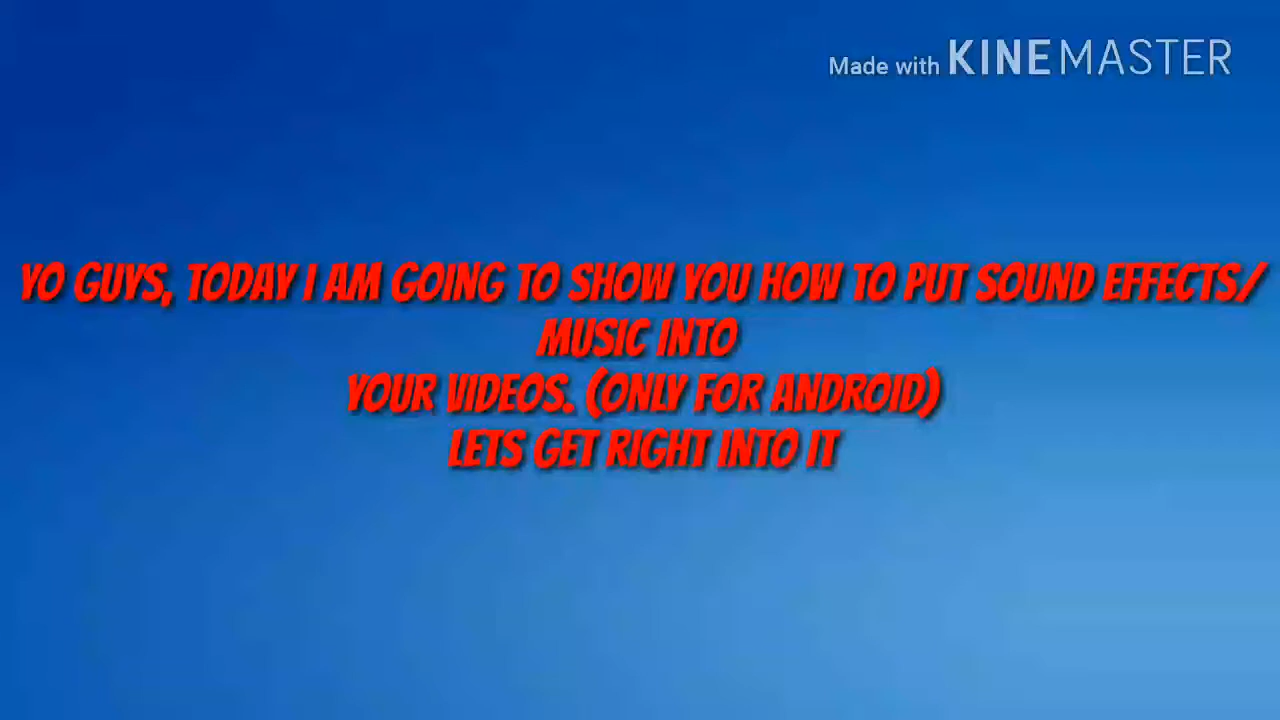 Made with KINEMASTER
YO GUYS, TODAY I AM GOING TO SHOW YOU HOW TO PUT SOUND EFFECTS/
MUSIC INTO
YOUR VIDEOS. (ONLY FOR ANDROID)
LETS GET RIGHT INTO IT